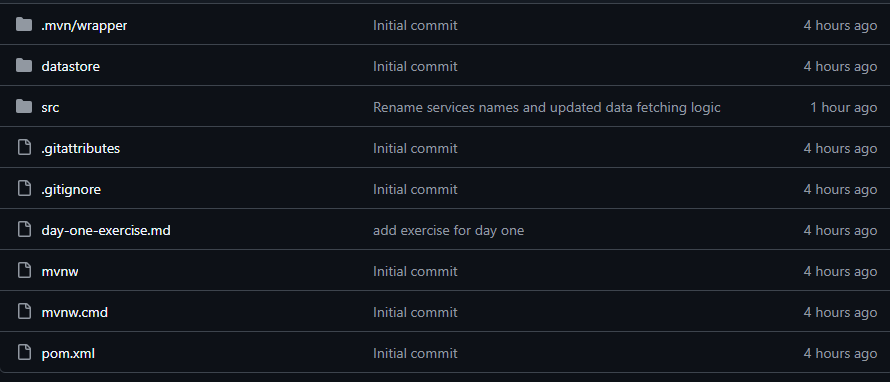 .mvn/wrapper Initial commit 4 hours ago
datastore Initial commit 4 hours ago
src Rename services names and updated data fetching logic 1 hour ago
.gitattributes Initial commit 4 hours ago
.gitignore Initial commit 4 hours ago
day-one-exercise.md add exercise for day one 4 hours ago
mvnw Initial commit 4 hours ago
mvnw.cmd Initial commit 4 hours ago
pom.xml Initial commit 4 hours ago